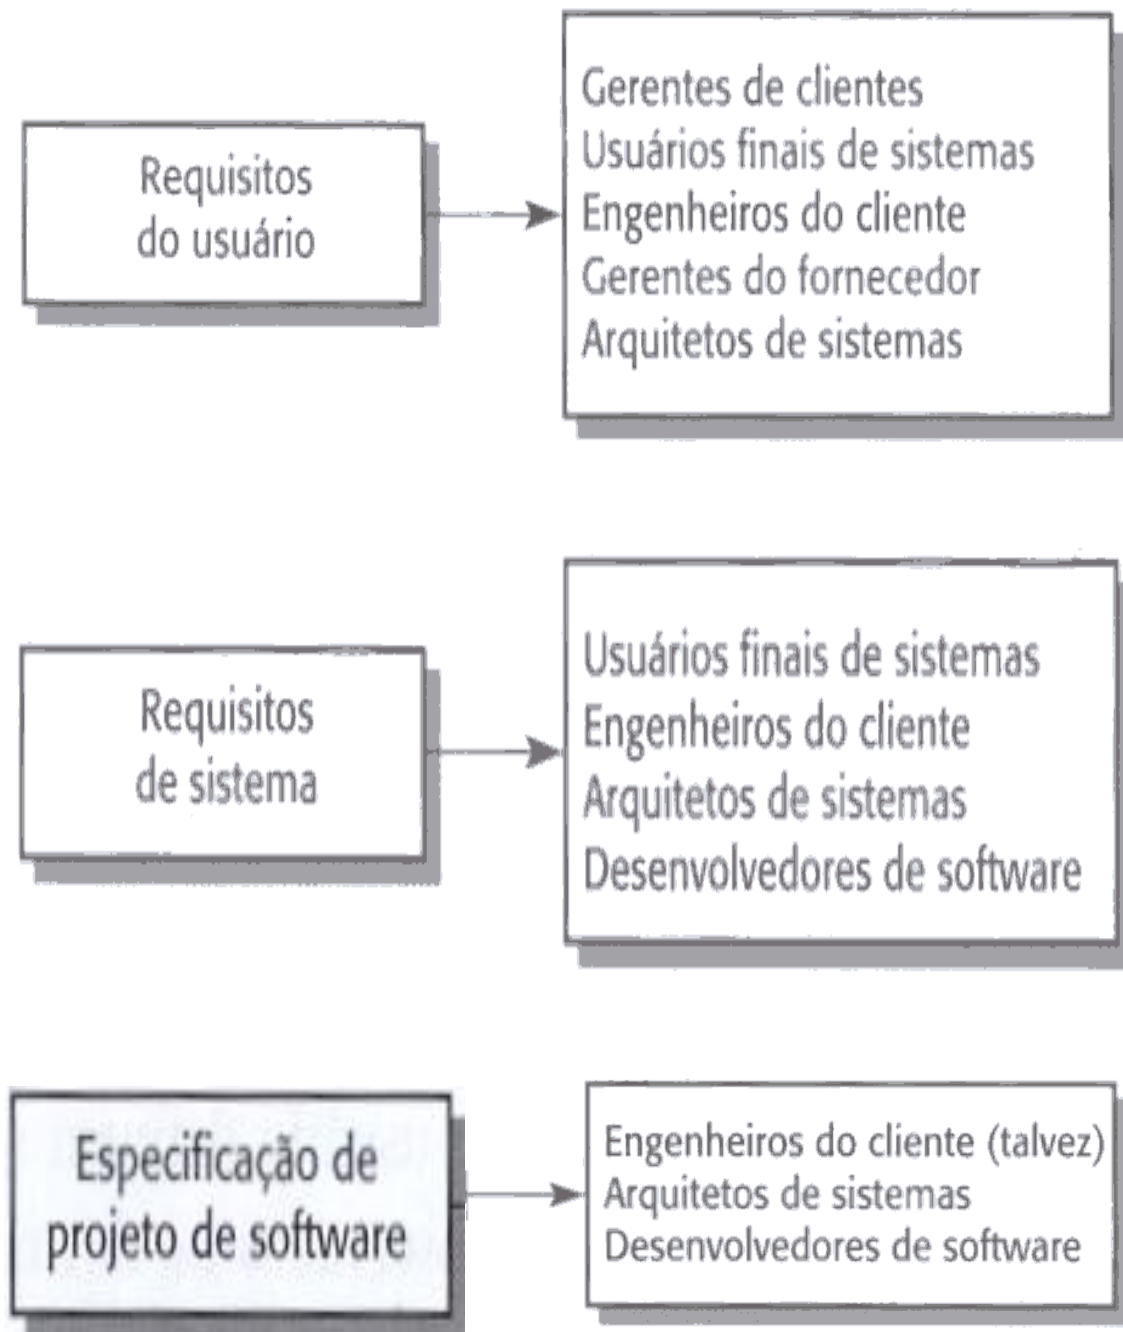 Requisitos
do usuário
Gerentes de clientes
Usuários finais de sistemas
Engenheiros do cliente
Gerentes do fornecedor
Arquitetos de sistemas
Requisitos
de sistema
Usuários finais de sistemas
Engenheiros do cliente
Arquitetos de sistemas
Desenvolvedores de software
Especificação de
projeto de software
Engenheiros do cliente (talvez)
Arquitetos de sistemas
Desenvolvedores de software